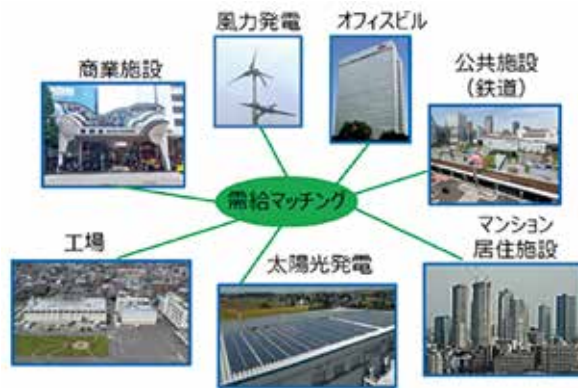 風力発電
オフィスビル
商業施設
公共施設
(鉄道)
需給マッチング
工場
太陽光発電
マンション
居住施設